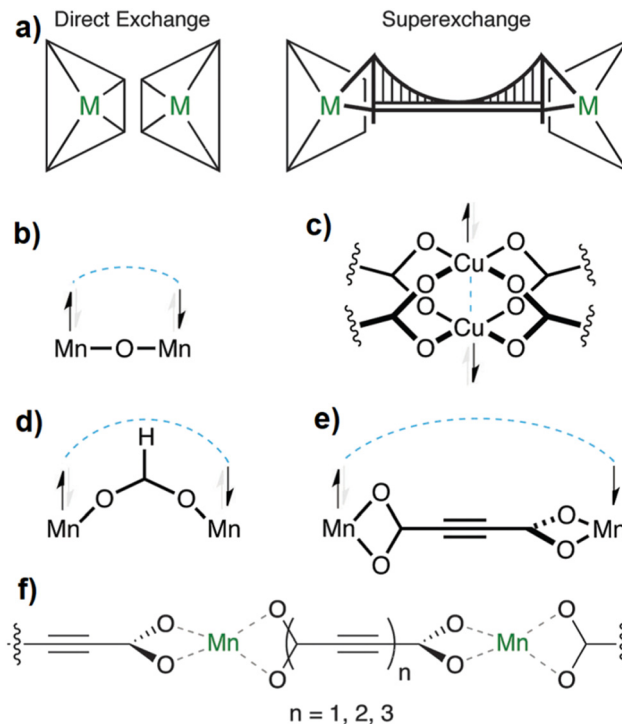 a) Direct Exchange Superexchange
M M M M
b) c)
O O
Cu
O O
Mn O Mn
O O
Cu
O O
d) e)
H
O O
Mn Mn
O O
Mn Mn
O O
f)
O O O O
Mn Mn
O O n O O
n = 1, 2, 3